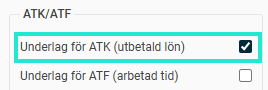 ATK/ATF
Underlag för ATK (utbetald lön)
Underlag för ATF (arbetad tid)